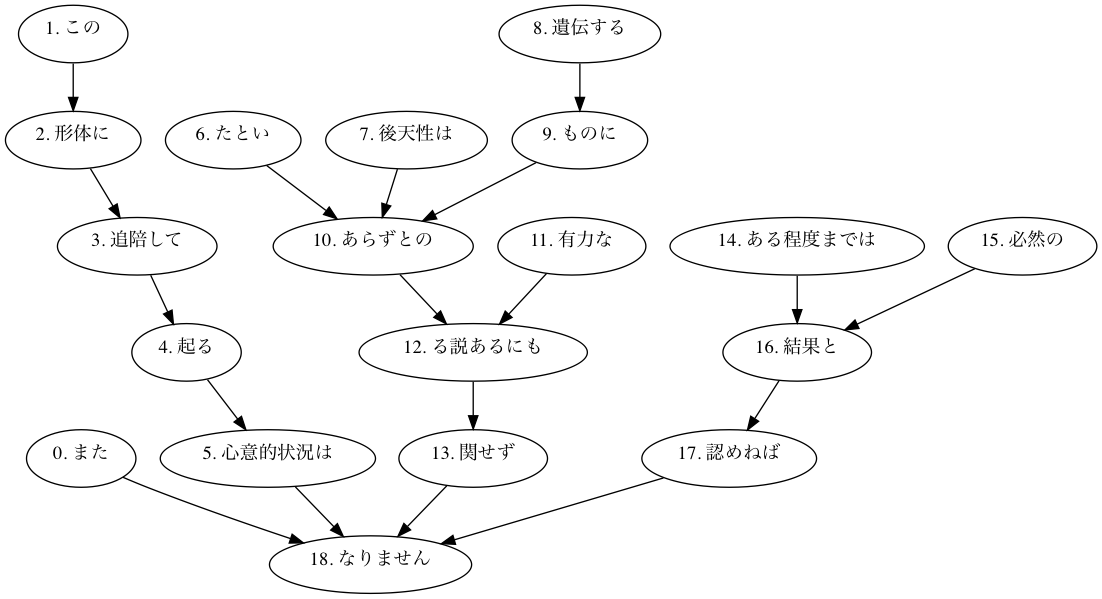 1. この
8. 遺伝する
2. 形体に
6. たとい
7. 後天性は
9. ものに
3. 追陪して
10. あらずとの
11. 有力な
14. ある程度までは
15. 必然の
4. 起る
12. る説あるにも
16. 結果と
0. また
5. 心意的状況は
13. 関せず
17. 認めねば
18. なりません